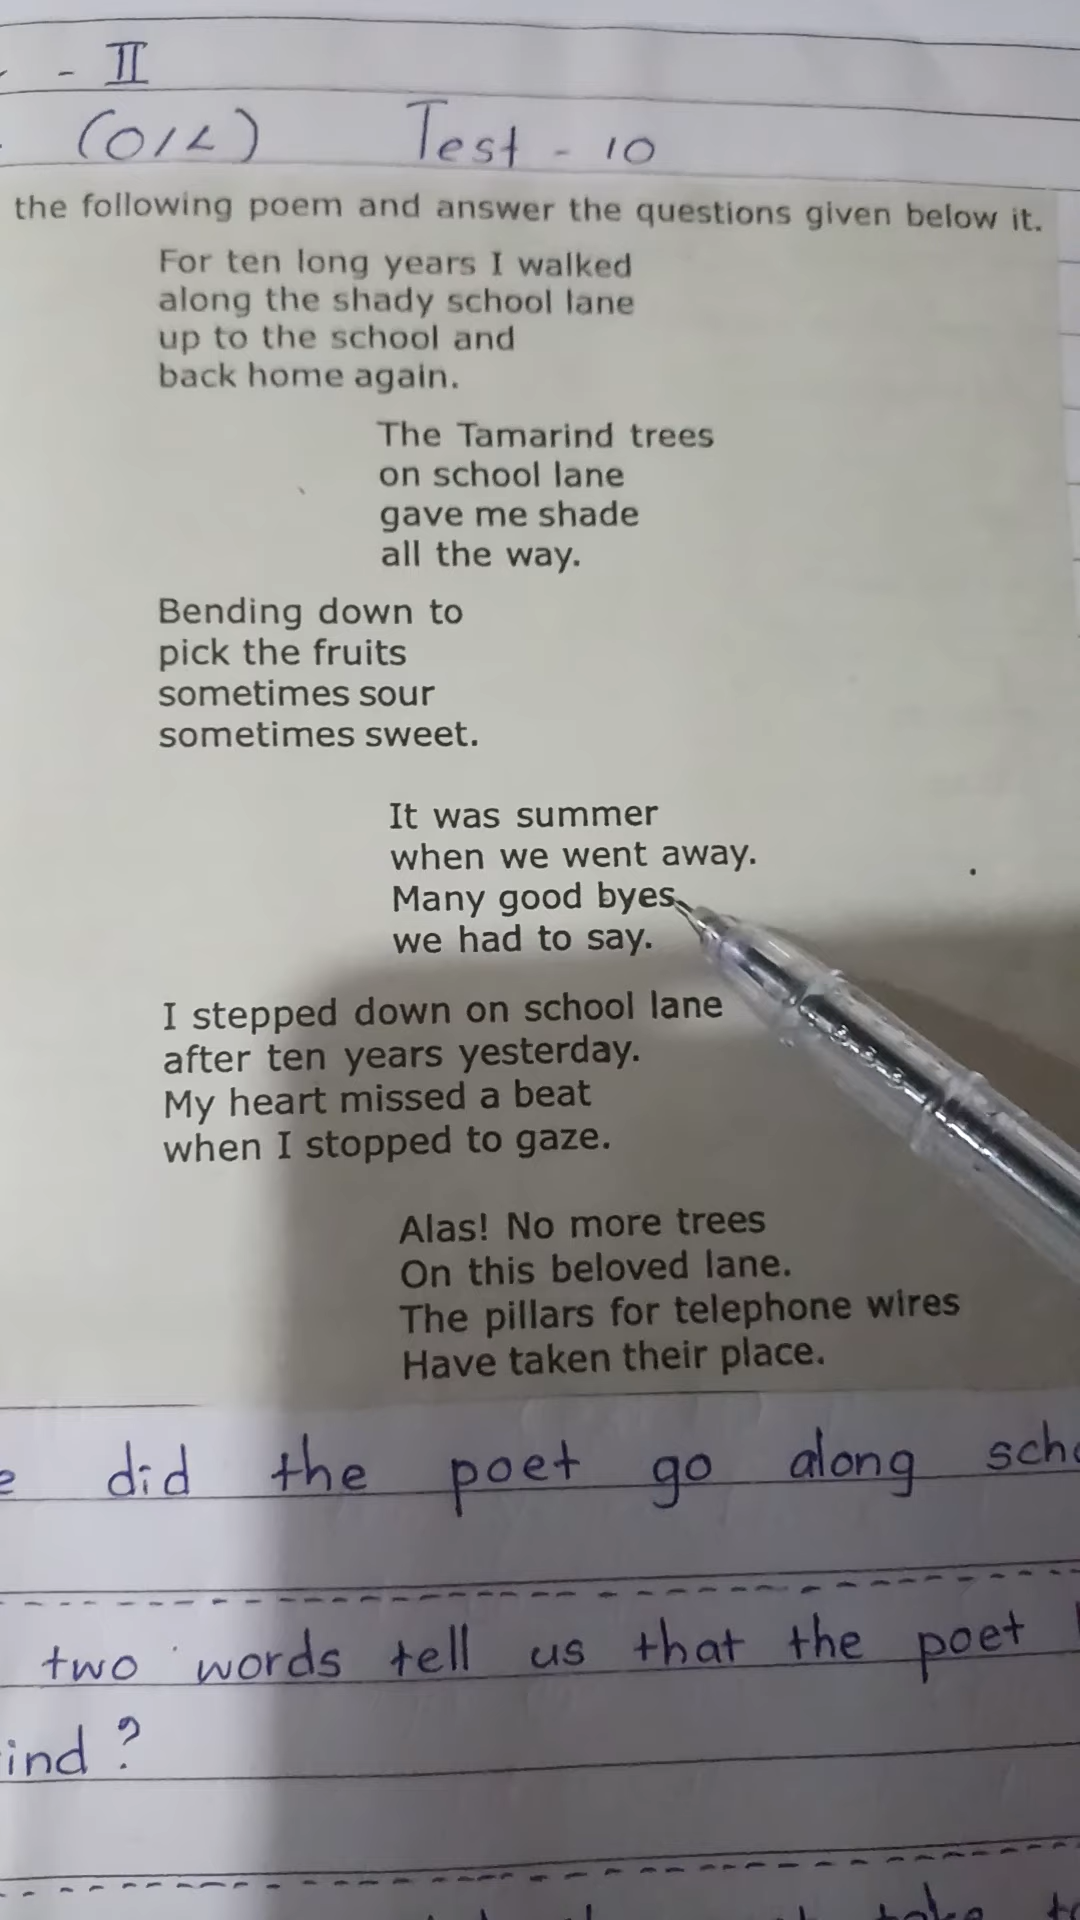 - II
(O/L) Test - 10
the following poem and answer the questions given below it.
For ten long years I walked
along the shady school lane
up to the school and
back home again.
The Tamarind trees
on school lane
gave me shade
all the way.
Bending down to
pick the fruits
sometimes sour
sometimes sweet.
It was summer
when we went away.
Many good byes
we had to say.
I stepped down on school lane
after ten years yesterday.
My heart missed a beat
when I stopped to gaze.
Alas! No more trees
On this beloved lane.
The pillars for telephone wires
Have taken their place.
did the poet go along
two words tell us that the poet
ind?
take